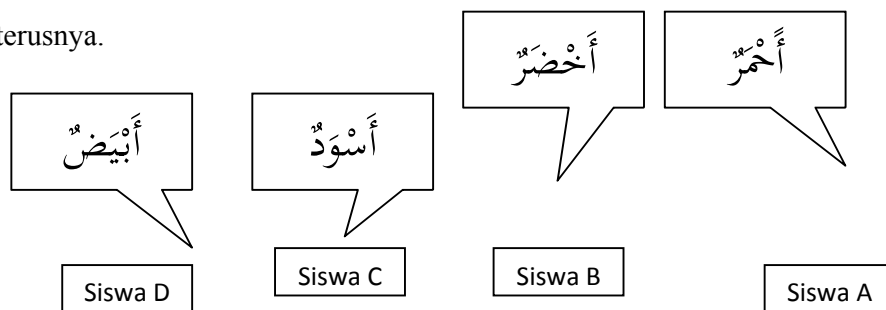 terusnya.
أًحْمَرٌ
أَخْضَرٌ
أَسْوَدٌ
أَبْيَضٌ
Siswa D
Siswa C
Siswa B
Siswa A